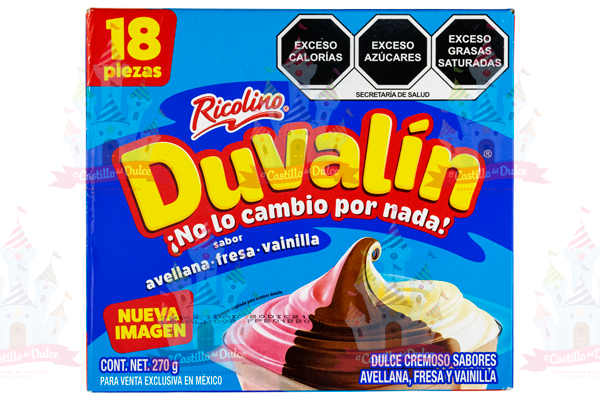 18
piezas
EXCESO
CALORÍAS
EXCESO
AZÚCARES
EXCESO
GRASAS
SATURADAS
SECRETARÍA DE SALUD
Ricolino®
Duvalín®
¡No lo cambio por nada!
sabor
avellana·fresa·vainilla
NUEVA
IMAGEN
CONT. NET. 270 g
PARA VENTA EXCLUSIVA EN MÉXICO
DULCE CREMOSO SABORES
AVELLANA, FRESA Y VAINILLA
el Castillo del Dulce